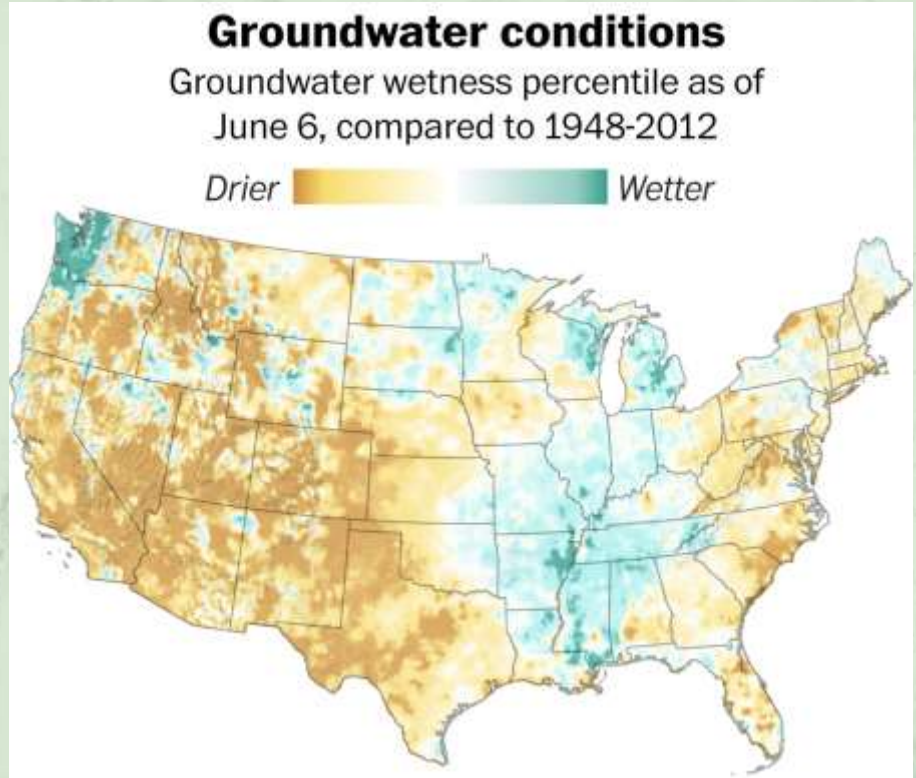 Groundwater conditions
Groundwater wetness percentile as of
June 6, compared to 1948-2012
Drier
Wetter